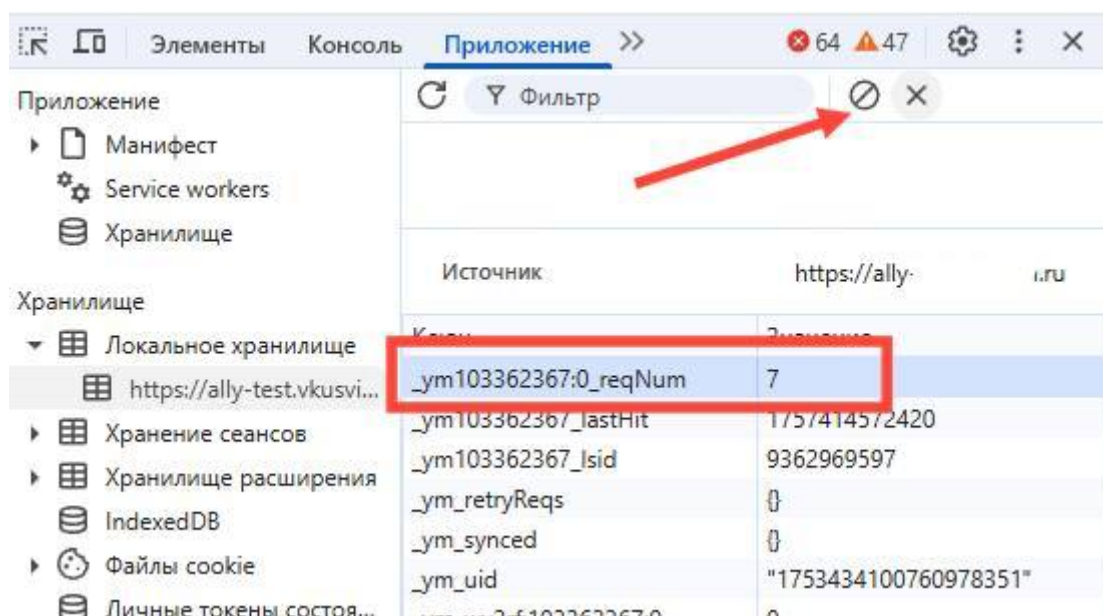 Элементы Консоль Приложение 64 47
Приложение
Фильтр
Манифест
Service workers
Хранилище
Источник https://ally- .ru
Хранилище
Локальное хранилище
https://ally-test.vkusvi...
Хранение сеансов
Хранилище расширения
IndexedDB
Файлы cookie
_ym103362367:0_reqNum 7
_ym103362367_lastHit 1757414572420
_ym103362367_lsid 9362969597
_ym_retryReqs {}
_ym_synced {}
_ym_uid "1753434100760978351"
Личные токены состоя...